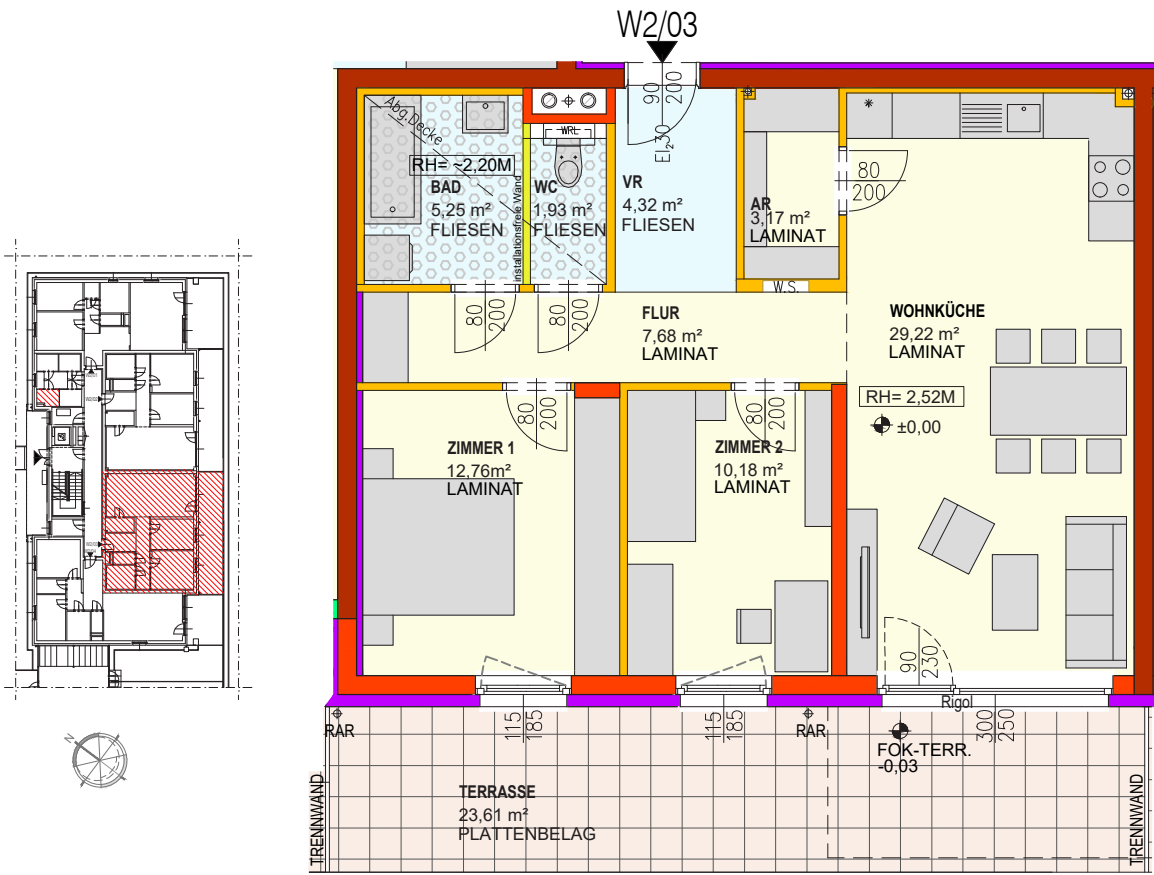 W2/03
90
200
EI₂30
Abg.Decke
RH= ~2,20M
BAD
5,25 m²
FLIESEN
installationsfreie Wand
WRL
WC
1,93 m²
FLIESEN
VR
4,32 m²
FLIESEN
AR
3,17 m²
LAMINAT
W.S.
80
200
*
80
200
80
200
FLUR
7,68 m²
LAMINAT
WOHNKÜCHE
29,22 m²
LAMINAT
RH= 2,52M
±0,00
80
200
80
200
ZIMMER 1
12,76m²
LAMINAT
ZIMMER 2
10,18 m²
LAMINAT
90
230
Rigol
RAR
115
185
115
185
RAR
FOK-TERR.
-0,03
300
250
TERRASSE
23,61 m²
PLATTENBELAG
TRENNWAND
TRENNWAND
N